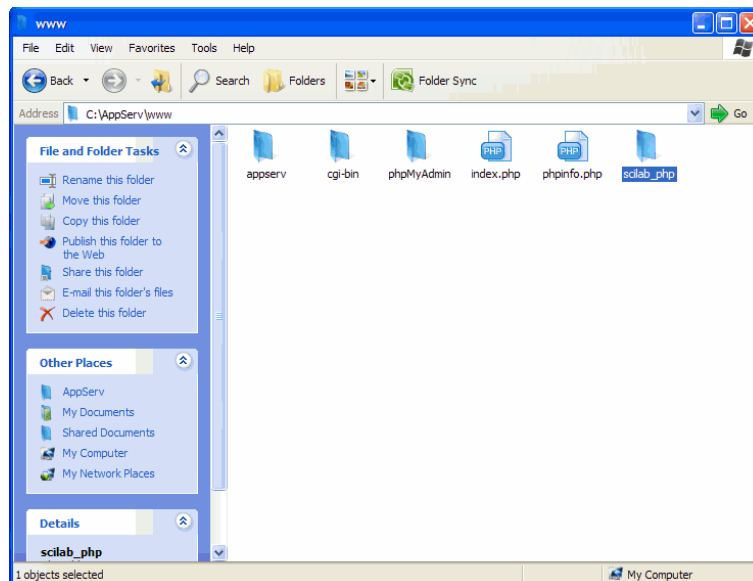 www
File Edit View Favorites Tools Help
Back Search Folders Folder Sync
Address C:\AppServ\www Go
File and Folder Tasks
Rename this folder
Move this folder
Copy this folder
Publish this folder to
the Web
Share this folder
E-mail this folder's files
Delete this folder
Other Places
AppServ
My Documents
Shared Documents
My Computer
My Network Places
Details
scilab_php
PHP PHP
appserv cgi-bin phpMyAdmin index.php phpinfo.php scilab_php
1 objects selected My Computer